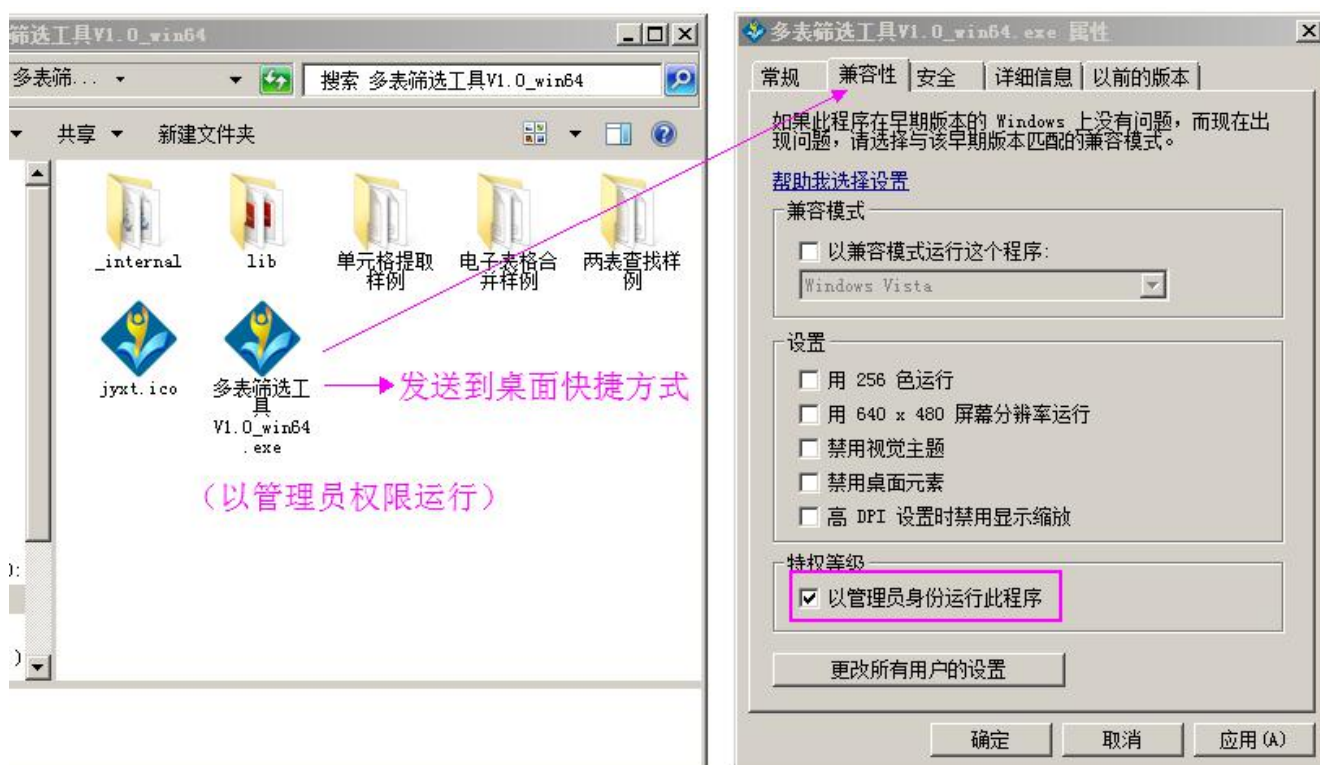 筛选工具V1.0_win64
多表筛...
搜索 多表筛选工具V1.0_win64
共享
新建文件夹
_internal
lib
单元格提取
样例
电子表格合
并样例
两表查找样
例
jyxt.ico
多表筛选工
具
V1.0_win64
.exe
发送到桌面快捷方式
（以管理员权限运行）
):
)
多表筛选工具V1.0_win64.exe 属性
常规
兼容性
安全
详细信息
以前的版本
如果此程序在早期版本的 Windows 上没有问题，而现在出
现问题，请选择与该早期版本匹配的兼容模式。
帮助我选择设置
兼容模式
以兼容模式运行这个程序:
Windows Vista
设置
用 256 色运行
用 640 x 480 屏幕分辨率运行
禁用视觉主题
禁用桌面元素
高 DPI 设置时禁用显示缩放
特权等级
以管理员身份运行此程序
更改所有用户的设置
确定
取消
应用(A)